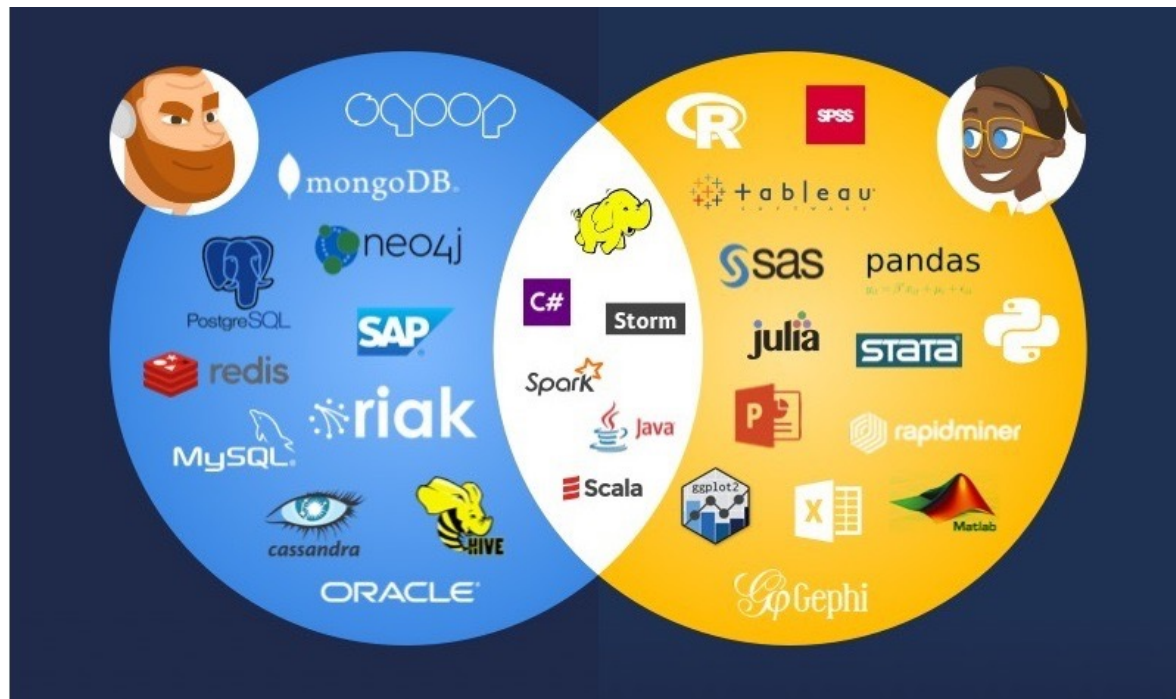 sqoop
mongoDB®
neo4j
PostgreSQL
SAP®
redis
riak
MySQL®
cassandra
HIVE
ORACLE®
C#
Storm
Spark
Java
Scala
R
SPSS
+ a b | e a u®
S O F T W A R E
sas
pandas
julia
STATA
P
rapidminer
ggplot2
X
Matlab
Gephi